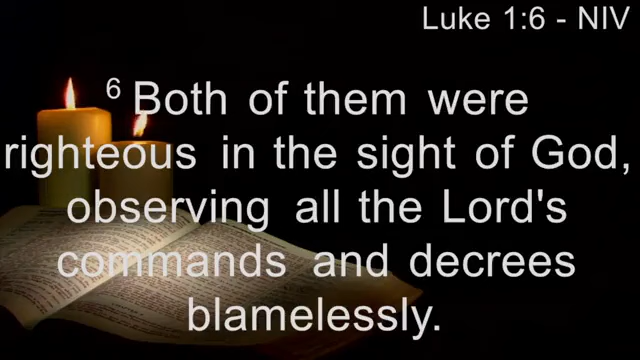 Luke 1:6 - NIV
6 Both of them were
righteous in the sight of God,
observing all the Lord's
commands and decrees
blamelessly.